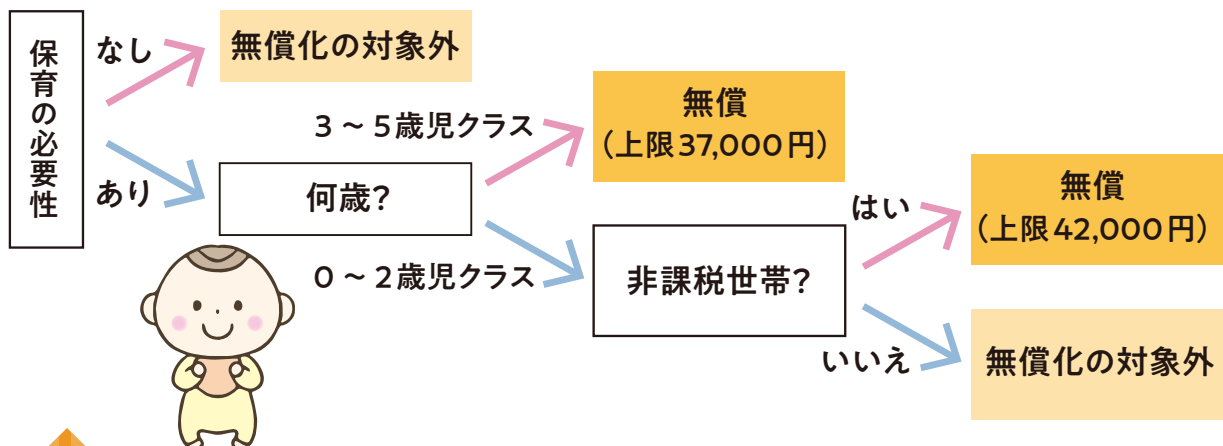 保育の必要性
なし
無償化の対象外
あり
何歳?
3～5歳児クラス
無償
(上限37,000円)
0～2歳児クラス
非課税世帯?
はい
無償
(上限42,000円)
いいえ
無償化の対象外